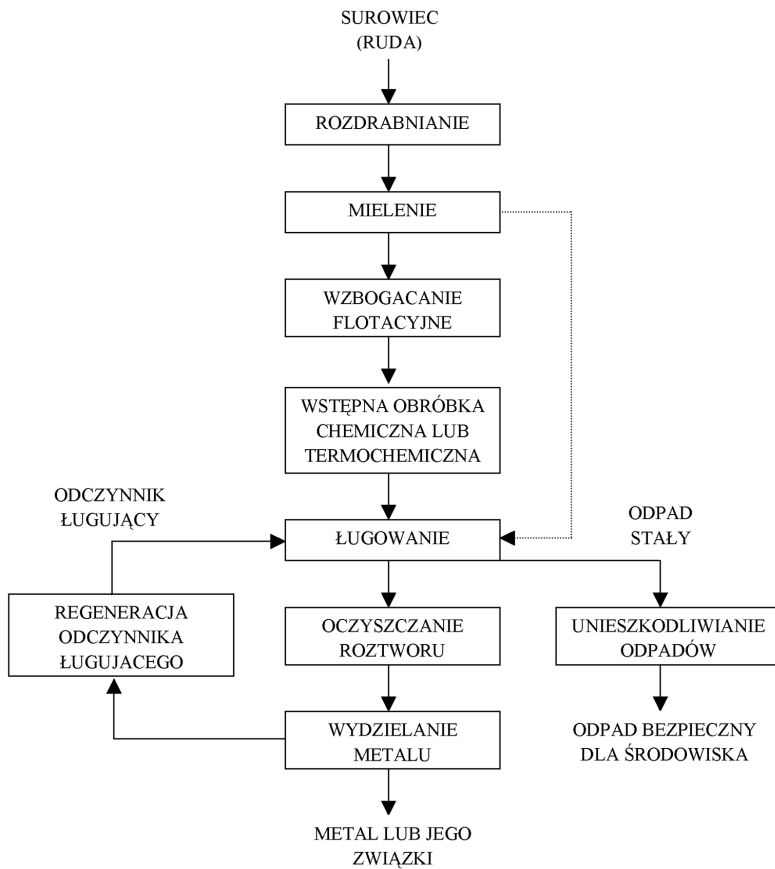 SUROWIEC
(RUDA)
ROZDRABNIANIE
MIELENIE
WZBOGACANIE
FLOTACYJNE
WSTĘPNA OBRÓBKA
CHEMICZNA LUB
TERMOCHEMICZNA
ODCZYNNIK
ŁUGUJĄCY
ŁUGOWANIE
ODPAD
STAŁY
REGENERACJA
ODCZYNNIKA
ŁUGUJACEGO
OCZYSZCZANIE
ROZTWORU
UNIESZKODLIWIANIE
ODPADÓW
WYDZIELANIE
METALU
ODPAD BEZPIECZNY
DLA ŚRODOWISKA
METAL LUB JEGO
ZWIĄZKI